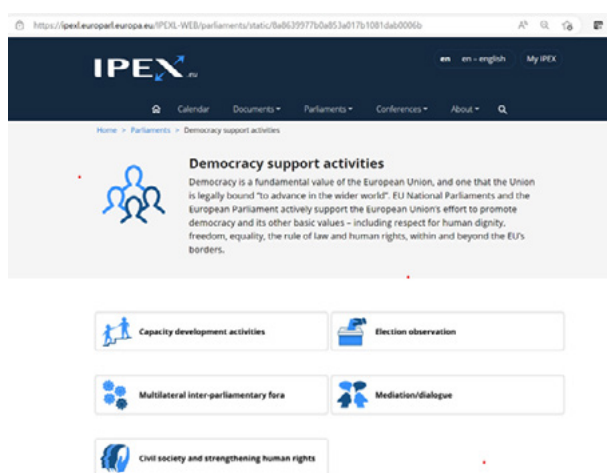 https://ipexl.europarl.europa.eu/IPEXL-WEB/parliaments/static/8a8639977b0a853a017b1081dab0006b
IPEX.eu
en en - english My IPEX
Calendar Documents Parliaments Conferences About
Home > Parliaments > Democracy support activities
Democracy support activities
Democracy is a fundamental value of the European Union, and one that the Union
is legally bound "to advance in the wider world". EU National Parliaments and the
European Parliament actively support the European Union's effort to promote
democracy and its other basic values – including respect for human dignity,
freedom, equality, the rule of law and human rights, within and beyond the EU's
borders.
Capacity development activities
Election observation
Multilateral inter-parliamentary fora
Mediation/dialogue
Civil society and strengthening human rights